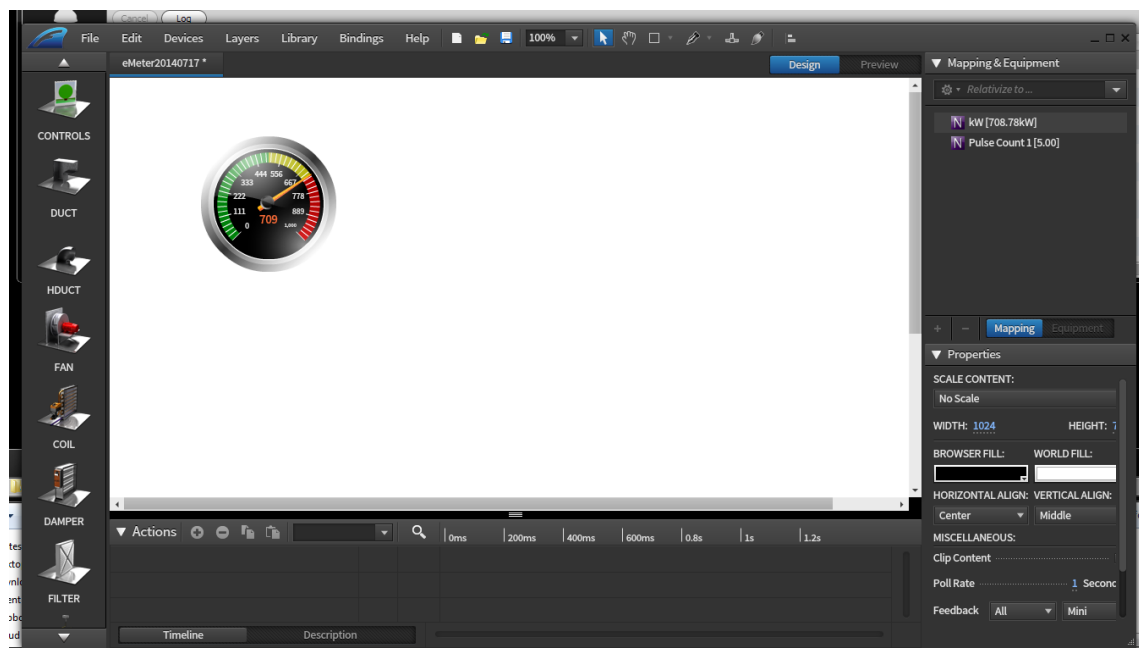 Cancel Log
File Edit Devices Layers Library Bindings Help 100%
eMeter20140717 * Design Preview
CONTROLS
DUCT
HDUCT
FAN
COIL
DAMPER
FILTER
444 556
333 667
222 778
111 889
709
0 1,000
Mapping & Equipment
Relativize to ...
N kW [708.78kW]
N Pulse Count 1 [5.00]
+ − Mapping Equipment
Properties
SCALE CONTENT:
No Scale
WIDTH: 1024 HEIGHT: 7
BROWSER FILL: WORLD FILL:
HORIZONTAL ALIGN: VERTICAL ALIGN:
Center Middle
MISCELLANEOUS:
Clip Content
Poll Rate 1 Second
Feedback All Mini
Actions 0ms 200ms 400ms 600ms 0.8s 1s 1.2s
Timeline Description